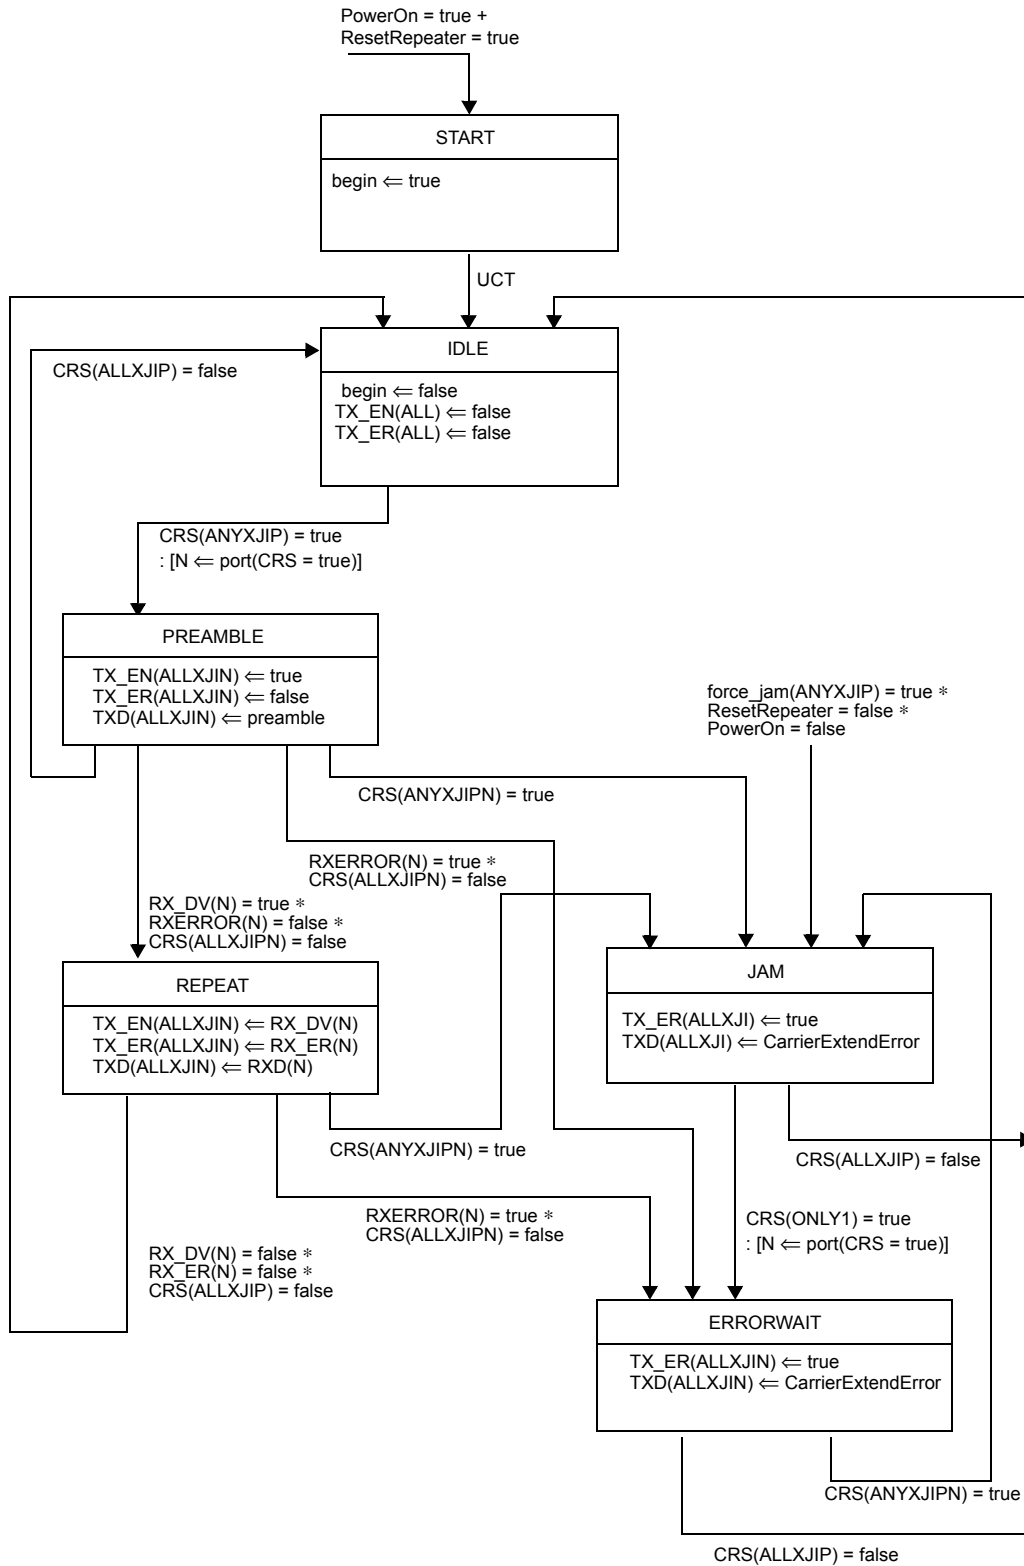 PowerOn = true +
ResetRepeater = true
START
begin ⇐ true
UCT
IDLE
CRS(ALLXJIP) = false
begin ⇐ false
TX_EN(ALL) ⇐ false
TX_ER(ALL) ⇐ false
CRS(ANYXJIP) = true
: [N ⇐ port(CRS = true)]
PREAMBLE
TX_EN(ALLXJIN) ⇐ true
TX_ER(ALLXJIN) ⇐ false
TXD(ALLXJIN) ⇐ preamble
force_jam(ANYXJIP) = true *
ResetRepeater = false *
PowerOn = false
CRS(ANYXJIPN) = true
RXERROR(N) = true *
CRS(ALLXJIPN) = false
RX_DV(N) = true *
RXERROR(N) = false *
CRS(ALLXJIPN) = false
REPEAT
TX_EN(ALLXJIN) ⇐ RX_DV(N)
TX_ER(ALLXJIN) ⇐ RX_ER(N)
TXD(ALLXJIN) ⇐ RXD(N)
JAM
TX_ER(ALLXJI) ⇐ true
TXD(ALLXJI) ⇐ CarrierExtendError
CRS(ANYXJIPN) = true
CRS(ALLXJIP) = false
RXERROR(N) = true *
CRS(ALLXJIPN) = false
CRS(ONLY1) = true
: [N ⇐ port(CRS = true)]
RX_DV(N) = false *
RX_ER(N) = false *
CRS(ALLXJIP) = false
ERRORWAIT
TX_ER(ALLXJIN) ⇐ true
TXD(ALLXJIN) ⇐ CarrierExtendError
CRS(ANYXJIPN) = true
CRS(ALLXJIP) = false